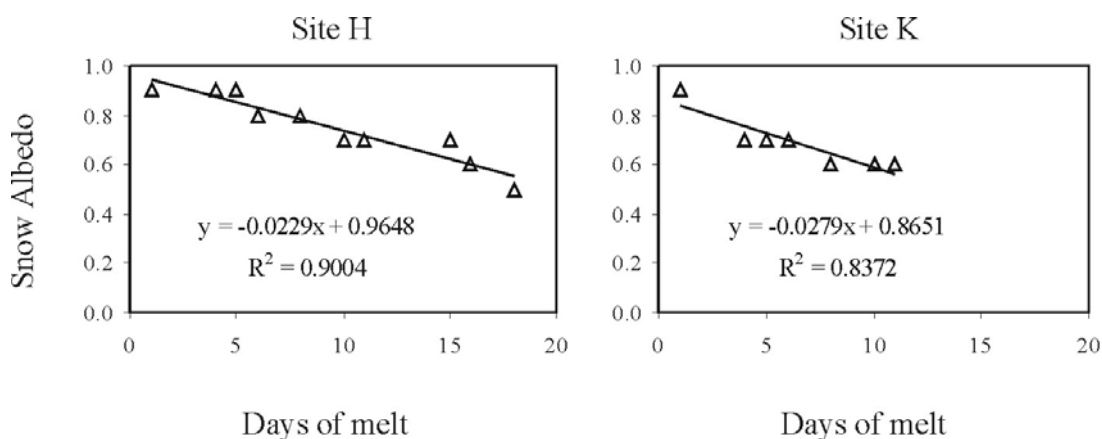 Site H
Snow Albedo
1.0
0.8
0.6
0.4
0.2
0.0
y = -0.0229x + 0.9648
R² = 0.9004
0 5 10 15 20
Days of melt
Site K
1.0
0.8
0.6
0.4
0.2
0.0
y = -0.0279x + 0.8651
R² = 0.8372
0 5 10 15 20
Days of melt